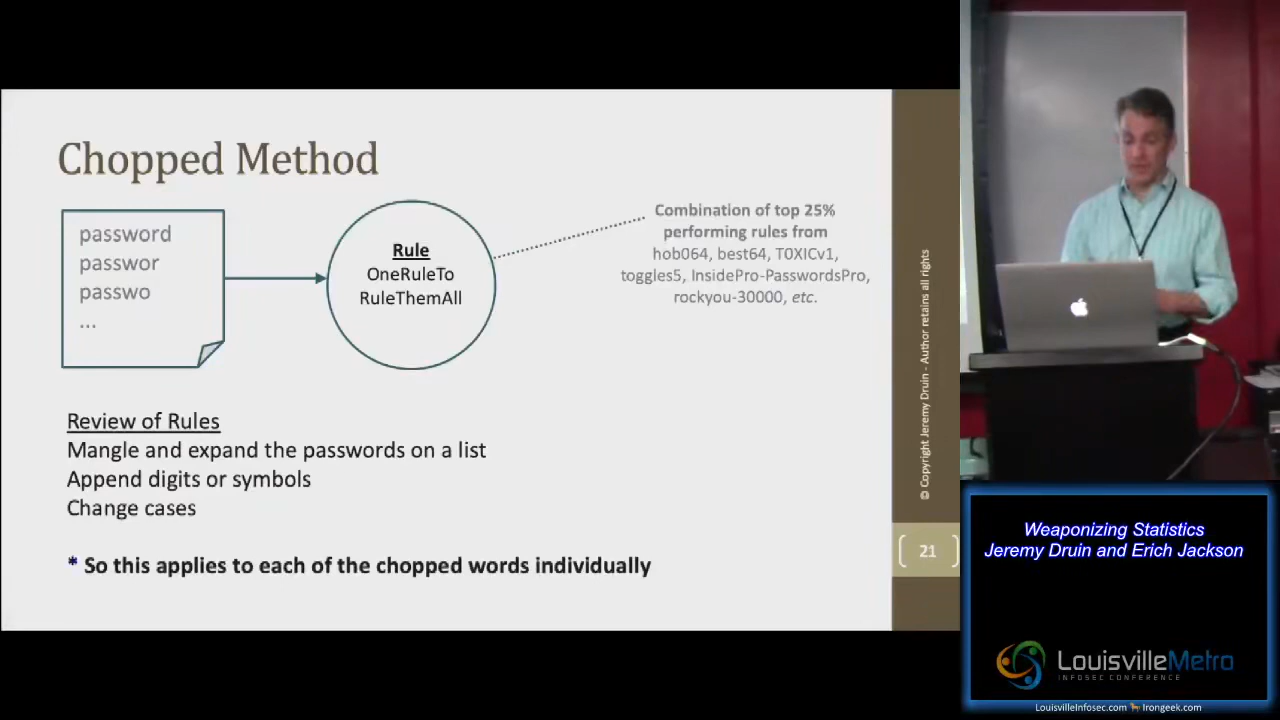 Chopped Method
password
passwor
passwo
...
Rule
OneRuleTo
RuleThemAll
Combination of top 25%
performing rules from
hob064, best64, T0XICv1,
toggles5, InsidePro-PasswordsPro,
rockyou-30000, etc.
Review of Rules
Mangle and expand the passwords on a list
Append digits or symbols
Change cases
* So this applies to each of the chopped words individually
© Copyright Jeremy Druin - Author retains all rights
21
Weaponizing Statistics
Jeremy Druin and Erich Jackson
LouisvilleMetro
INFOSEC CONFERENCE
LouisvilleInfosec.com Irongeek.com